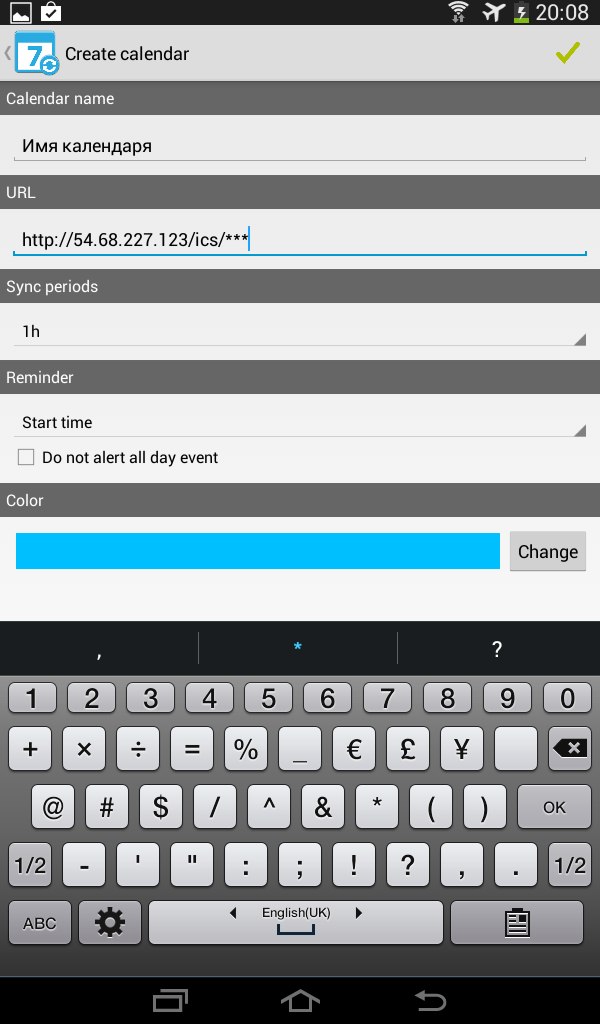 20:08
7 Create calendar
Calendar name
Имя календаря
URL
http://54.68.227.123/ics/***
Sync periods
1h
Reminder
Start time
Do not alert all day event
Color
Change
, * ?
1 2 3 4 5 6 7 8 9 0
+ × ÷ = % _ € £ ¥
@ # $ / ^ & * ( ) OK
1/2 - ' " : ; ! ? , . 1/2
ABC English(UK)